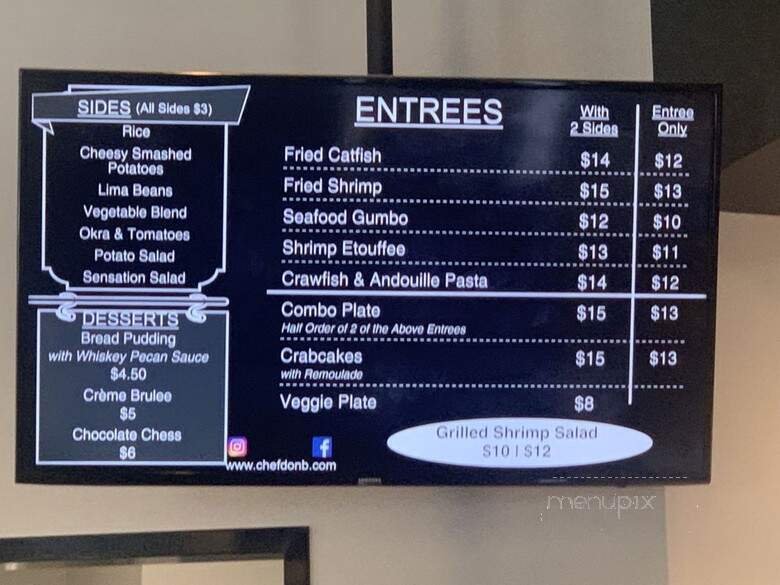 SIDES (All Sides $3)
Rice
Cheesy Smashed
Potatoes
Lima Beans
Vegetable Blend
Okra & Tomatoes
Potato Salad
Sensation Salad
DESSERTS
Bread Pudding
with Whiskey Pecan Sauce
$4.50
Crème Brulee
$5
Chocolate Chess
$6
ENTREES
With
2 Sides
Entree
Only
Fried Catfish $14 $12
Fried Shrimp $15 $13
Seafood Gumbo $12 $10
Shrimp Etouffee $13 $11
Crawfish & Andouille Pasta $14 $12
Combo Plate $15 $13
Half Order of 2 of the Above Entrees
Crabcakes $15 $13
with Remoulade
Veggie Plate $8
Grilled Shrimp Salad
$10 | $12
www.chefdonb.com
SAMSUNG
menupix